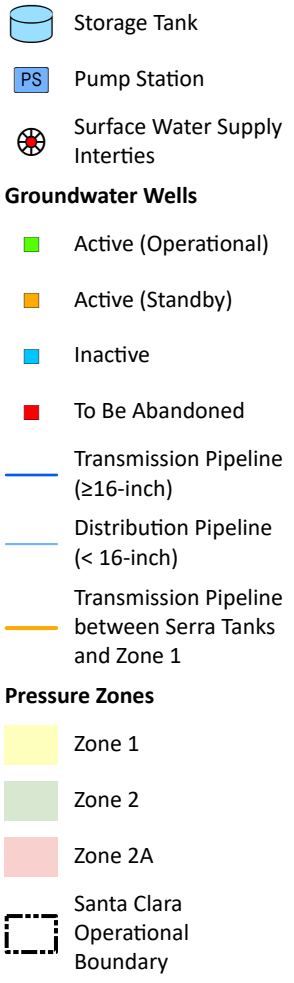 Storage Tank
PS
Pump Station
Surface Water Supply
Interties
Groundwater Wells
Active (Operational)
Active (Standby)
Inactive
To Be Abandoned
Transmission Pipeline
(≥16-inch)
Distribution Pipeline
(< 16-inch)
Transmission Pipeline
between Serra Tanks
and Zone 1
Pressure Zones
Zone 1
Zone 2
Zone 2A
Santa Clara
Operational
Boundary